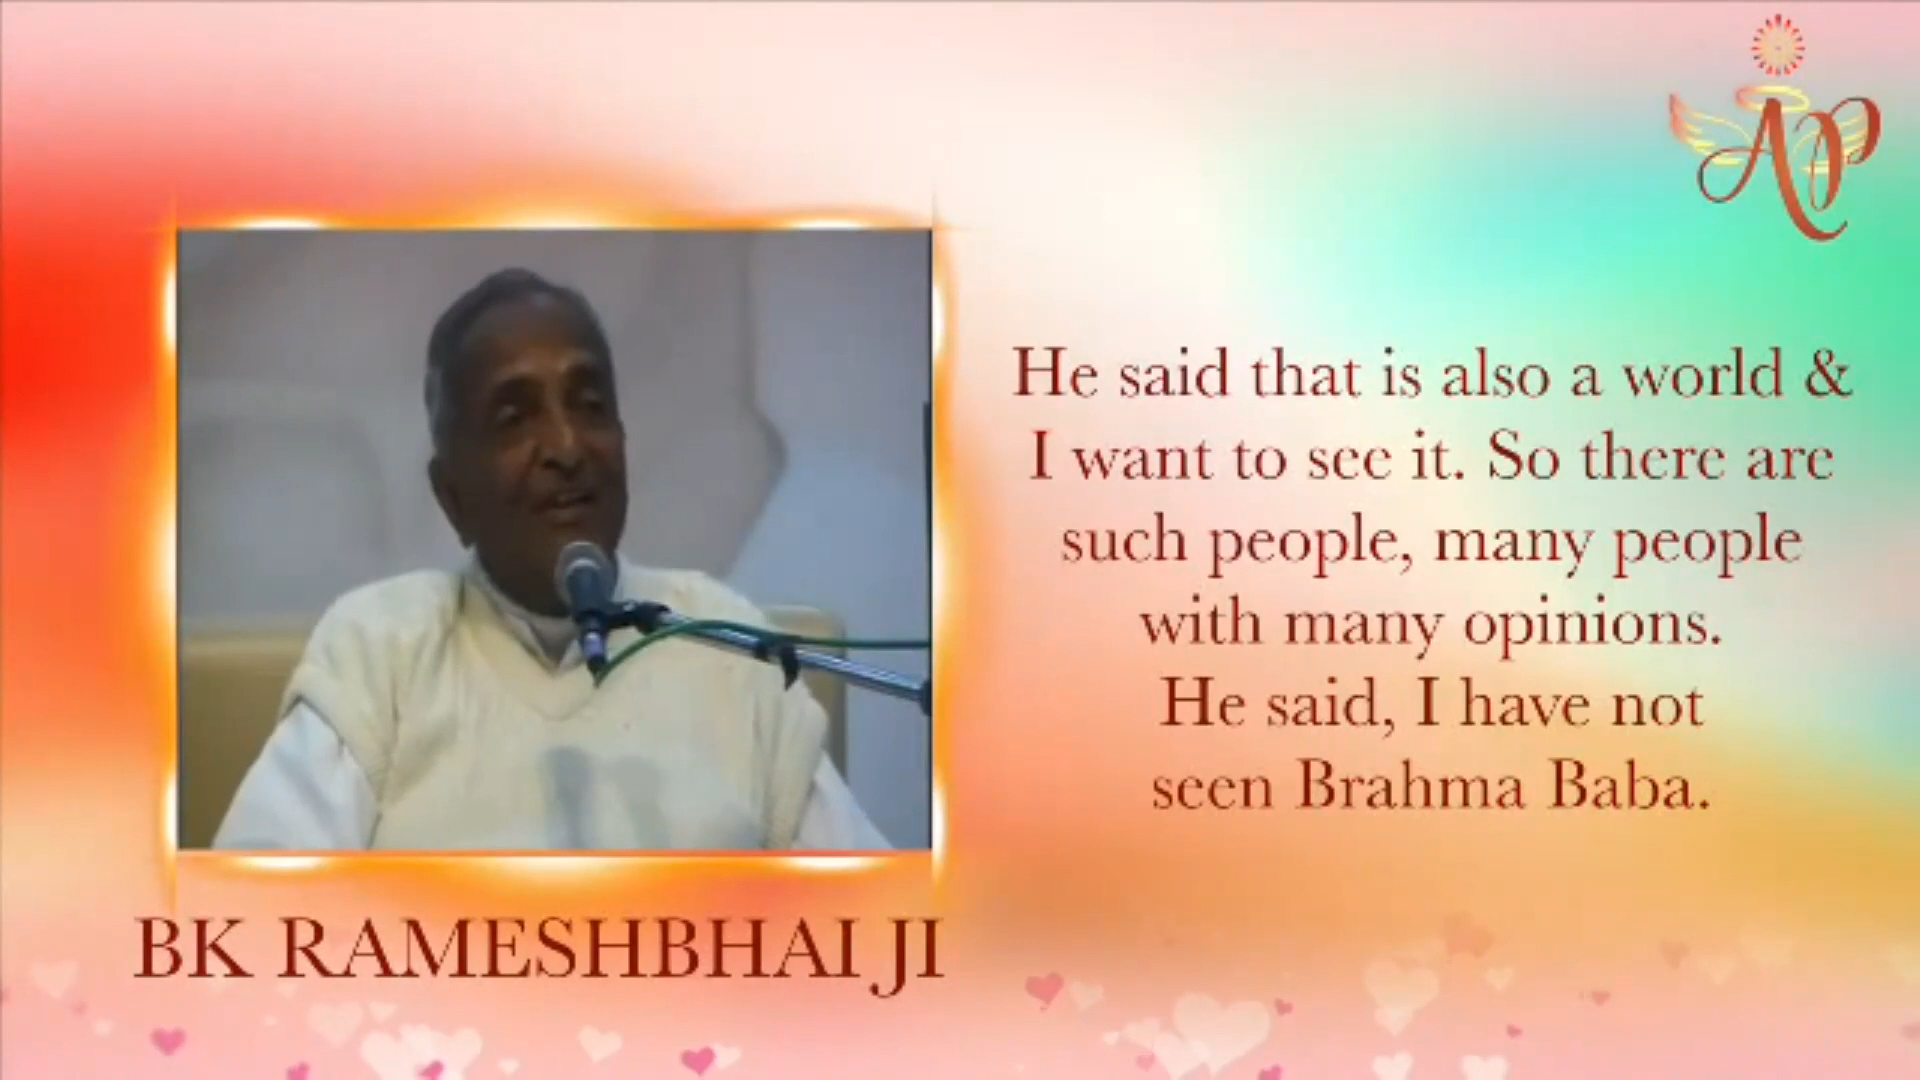 AP
He said that is also a world &
I want to see it. So there are
such people, many people
with many opinions.
He said, I have not
seen Brahma Baba.
BK RAMESHBHAI JI